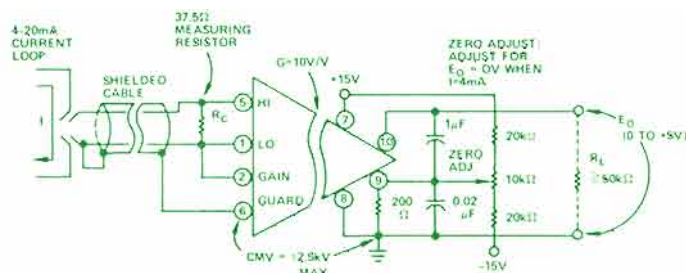 4-20mA
CURRENT
LOOP
I
SHIELDED
CABLE
37.5Ω
MEASURING
RESISTOR
RC
5
HI
1
LO
2
GAIN
6
GUARD
G=10V/V
+15V
7
10
9
8
CMV = ±2.5kV
MAX
ZERO ADJUST:
ADJUST FOR
EO = 0V WHEN
I=4mA
1μF
ZERO
ADJ
200
Ω
0.02
μF
20kΩ
10kΩ
20kΩ
-15V
EO
(0 TO +5V)
RL
≥50kΩ